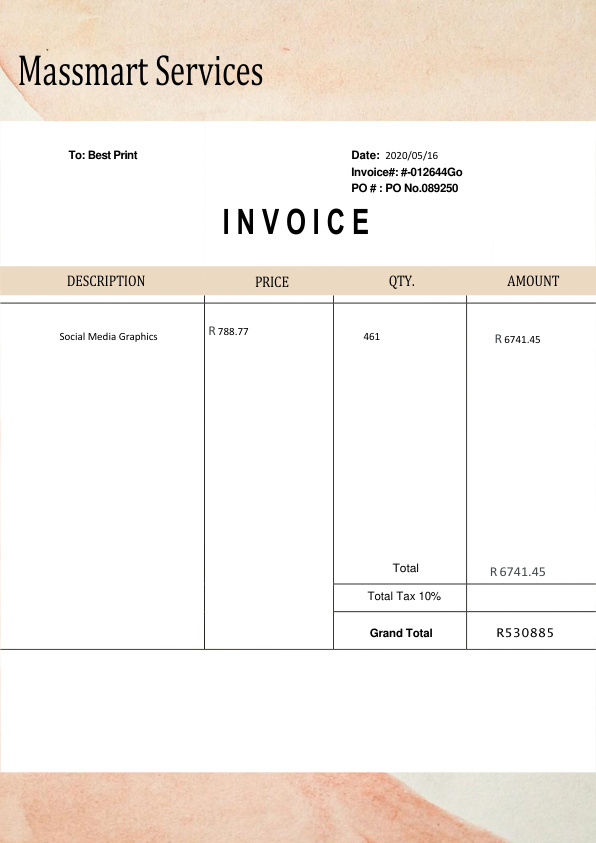 Massmart Services
To: Best Print
Date: 2020/05/16
Invoice#: #-012644Go
PO # : PO No.089250
INVOICE
DESCRIPTION PRICE QTY. AMOUNT
Social Media Graphics R 788.77 461 R 6741.45
Total R 6741.45
Total Tax 10%
Grand Total R530885